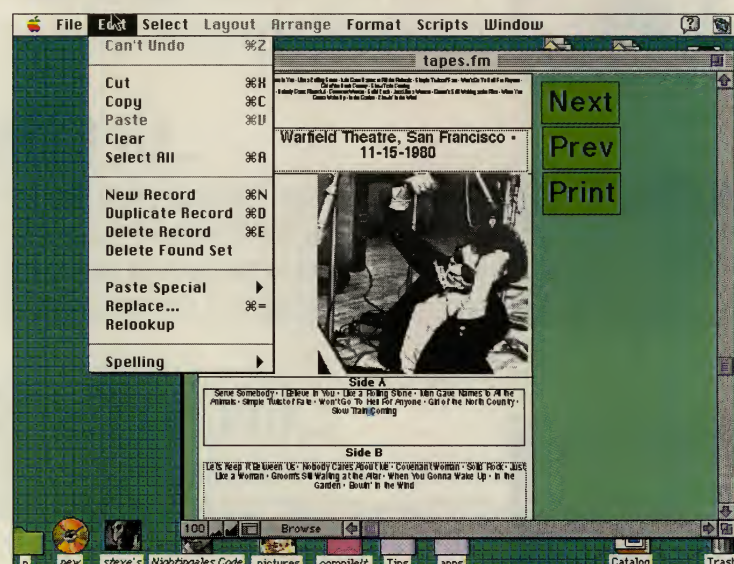 File Edit Select Layout Arrange Format Scripts Window
Can't Undo ⌘Z
Cut ⌘X
Copy ⌘C
Paste ⌘V
Clear
Select All ⌘A
New Record ⌘N
Duplicate Record ⌘D
Delete Record ⌘E
Delete Found Set
Paste Special
Replace... ⌘=
Relookup
Spelling
tapes.fm
Next
Prev
Print
Warfield Theatre, San Francisco •
11-15-1980
Side A
Serve Somebody • I Believe in You • Like a Rolling Stone • Man Gave Names to All the
Animals • Simple Twist of Fate • Won't Go To Hell For Anyone • Girl of the North County •
Slow Train Coming
Side B
Let's Keep It Between Us • Nobody Cares About Me • Covenant Woman • Solid Rock • Just
Like a Woman • Groom's Still Waiting at the Altar • When You Gonna Wake Up • In the
Garden • Blowin' in the Wind
100 Browse
new steve's Nightingales Code pictures compileit Tips apps Catalog Trash